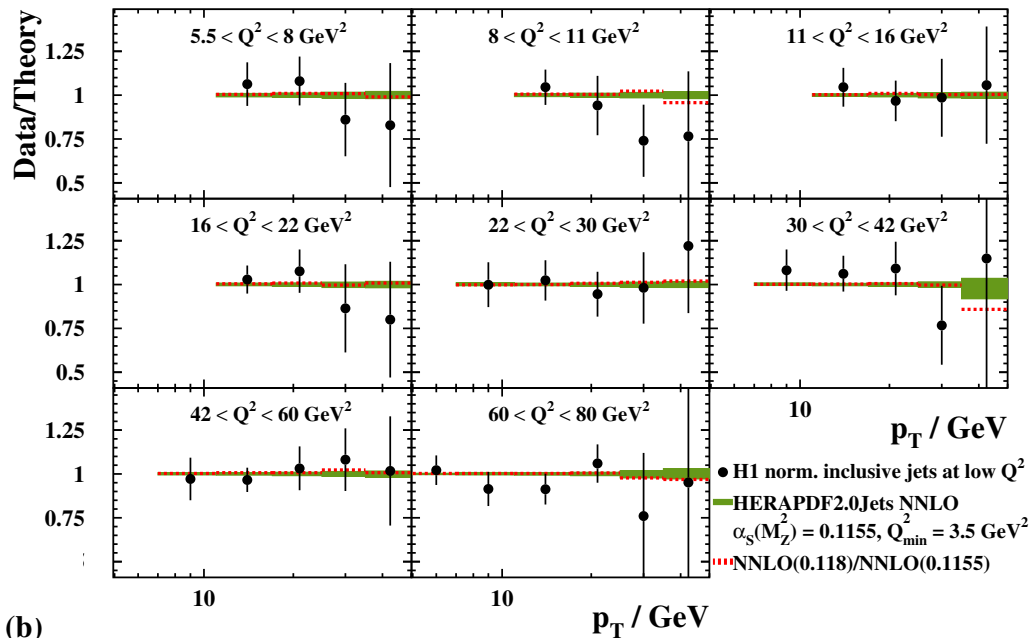 Data/Theory
1.25
1
0.75
0.5
5.5 < Q² < 8 GeV²
8 < Q² < 11 GeV²
11 < Q² < 16 GeV²
1.25
1
0.75
0.5
16 < Q² < 22 GeV²
22 < Q² < 30 GeV²
30 < Q² < 42 GeV²
1.25
1
0.75
42 < Q² < 60 GeV²
60 < Q² < 80 GeV²
10
p_T / GeV
H1 norm. inclusive jets at low Q²
HERAPDF2.0Jets NNLO
α_S(M_Z²) = 0.1155, Q²_min = 3.5 GeV²
NNLO(0.118)/NNLO(0.1155)
10
10
p_T / GeV
(b)